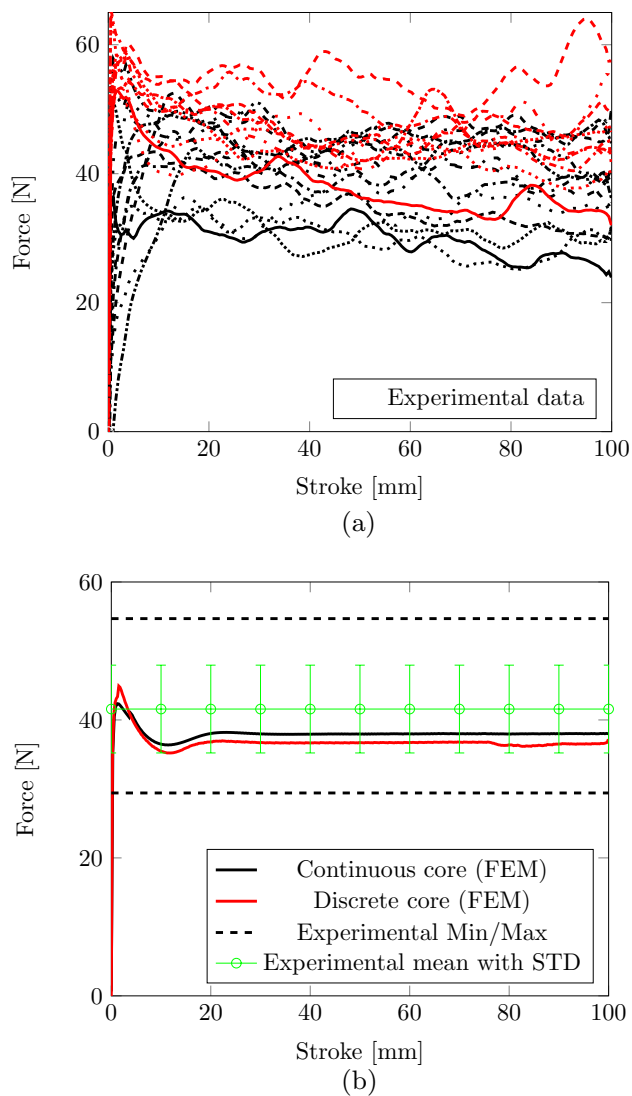 60
40
20
0
Force [N]
Experimental data
0 20 40 60 80 100
Stroke [mm]
(a)
60
40
20
0
Force [N]
Continuous core (FEM)
Discrete core (FEM)
Experimental Min/Max
Experimental mean with STD
0 20 40 60 80 100
Stroke [mm]
(b)